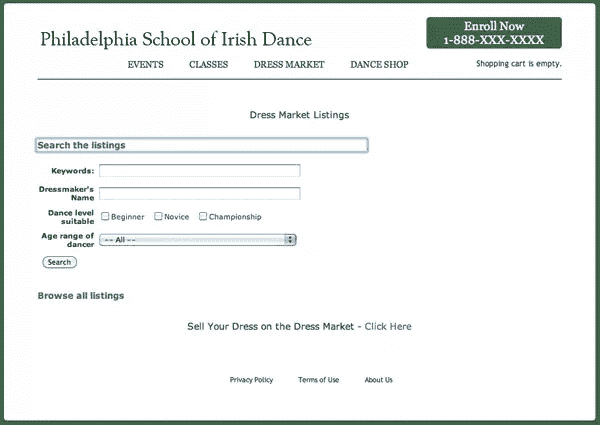 Philadelphia School of Irish Dance
Enroll Now
1-888-XXX-XXXX
EVENTS CLASSES DRESS MARKET DANCE SHOP
Shopping cart is empty.
Dress Market Listings
Search the listings
Keywords:
Dressmaker's
Name
Dance level
suitable
Beginner Novice Championship
Age range of
dancer
-- All --
Search
Browse all listings
Sell Your Dress on the Dress Market - Click Here
Privacy Policy Terms of Use About Us